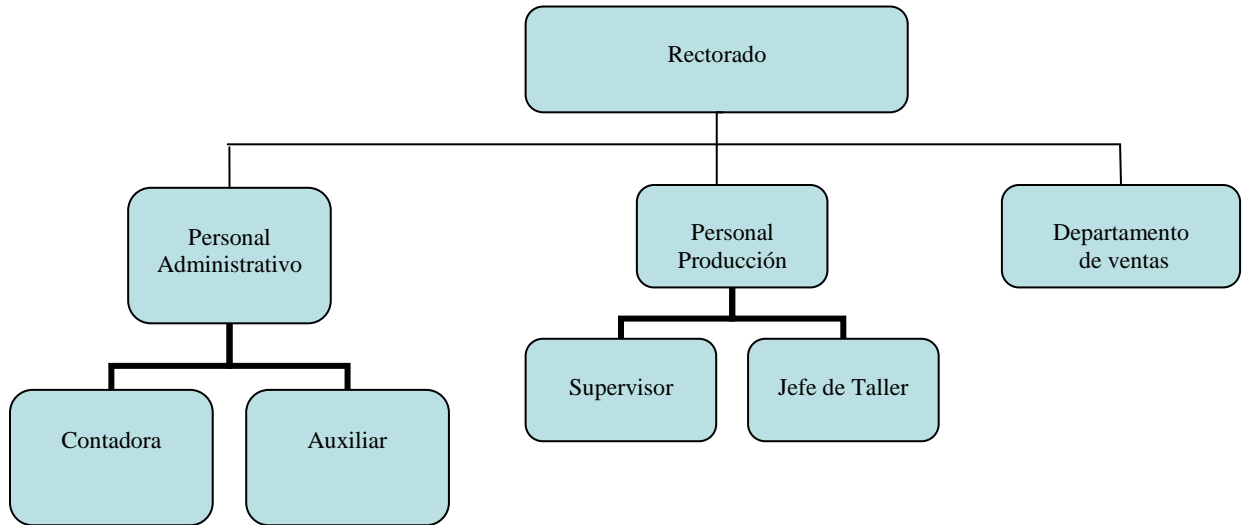 Rectorado
Personal
Administrativo
Personal
Producción
Departamento
de ventas
Contadora
Auxiliar
Supervisor
Jefe de Taller